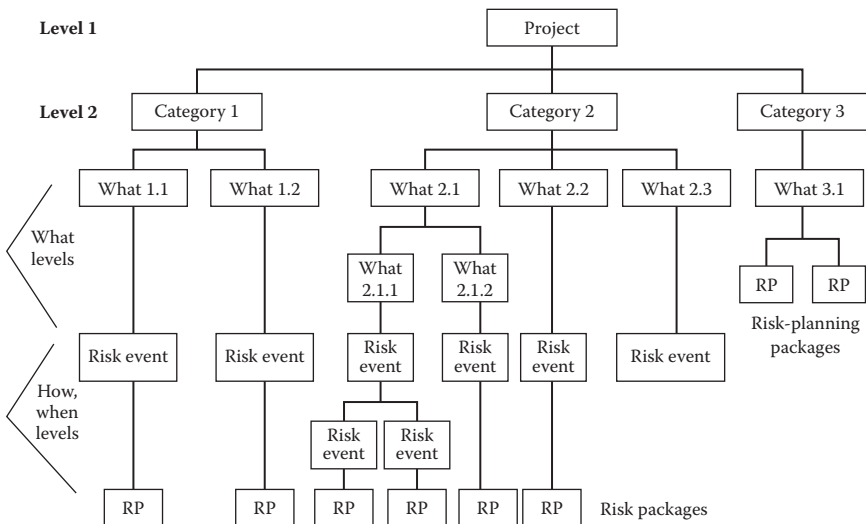 Level 1
Project
Level 2
Category 1
Category 2
Category 3
What 1.1
What 1.2
What 2.1
What 2.2
What 2.3
What 3.1
What
levels
What
2.1.1
What
2.1.2
RP
RP
Risk-planning
packages
Risk event
Risk event
Risk
event
Risk
event
Risk
event
Risk event
How,
when
levels
Risk
event
Risk
event
RP
RP
RP
RP
RP
RP
Risk packages